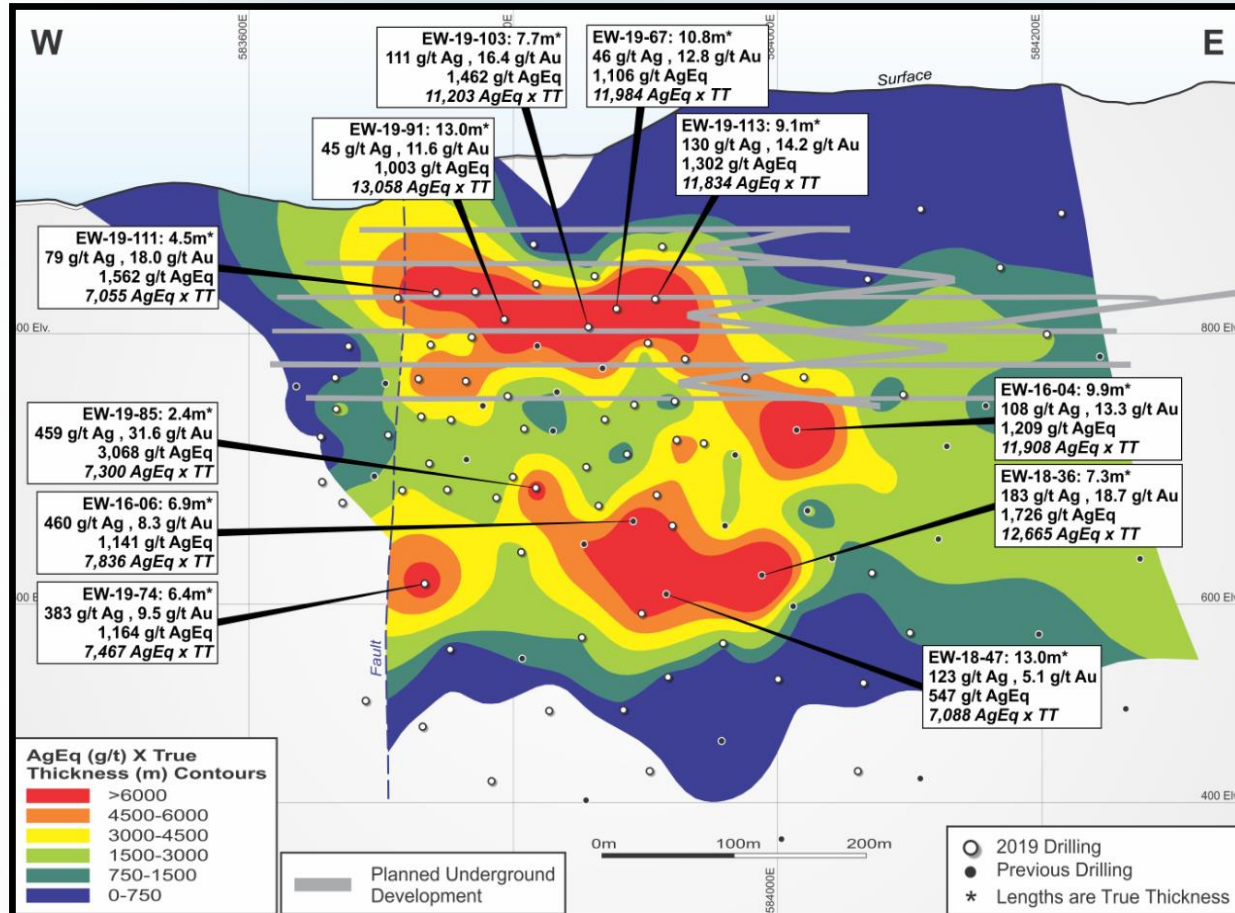 W
E
583600E
584000E
584200E
Surface
EW-19-103: 7.7m*
111 g/t Ag , 16.4 g/t Au
1,462 g/t AgEq
11,203 AgEq x TT
EW-19-67: 10.8m*
46 g/t Ag , 12.8 g/t Au
1,106 g/t AgEq
11,984 AgEq x TT
EW-19-91: 13.0m*
45 g/t Ag , 11.6 g/t Au
1,003 g/t AgEq
13,058 AgEq x TT
EW-19-113: 9.1m*
130 g/t Ag , 14.2 g/t Au
1,302 g/t AgEq
11,834 AgEq x TT
EW-19-111: 4.5m*
79 g/t Ag , 18.0 g/t Au
1,562 g/t AgEq
7,055 AgEq x TT
00 Elv.
800 Elv.
EW-16-04: 9.9m*
108 g/t Ag , 13.3 g/t Au
1,209 g/t AgEq
11,908 AgEq x TT
EW-19-85: 2.4m*
459 g/t Ag , 31.6 g/t Au
3,068 g/t AgEq
7,300 AgEq x TT
EW-18-36: 7.3m*
183 g/t Ag , 18.7 g/t Au
1,726 g/t AgEq
12,665 AgEq x TT
EW-16-06: 6.9m*
460 g/t Ag , 8.3 g/t Au
1,141 g/t AgEq
7,836 AgEq x TT
EW-19-74: 6.4m*
383 g/t Ag , 9.5 g/t Au
1,164 g/t AgEq
7,467 AgEq x TT
00 Elv.
600 Elv.
Fault
EW-18-47: 13.0m*
123 g/t Ag , 5.1 g/t Au
547 g/t AgEq
7,088 AgEq x TT
400 Elv.
AgEq (g/t) X True
Thickness (m) Contours
>6000
4500-6000
3000-4500
1500-3000
750-1500
0-750
Planned Underground
Development
0m 100m 200m
584000E
2019 Drilling
Previous Drilling
* Lengths are True Thickness